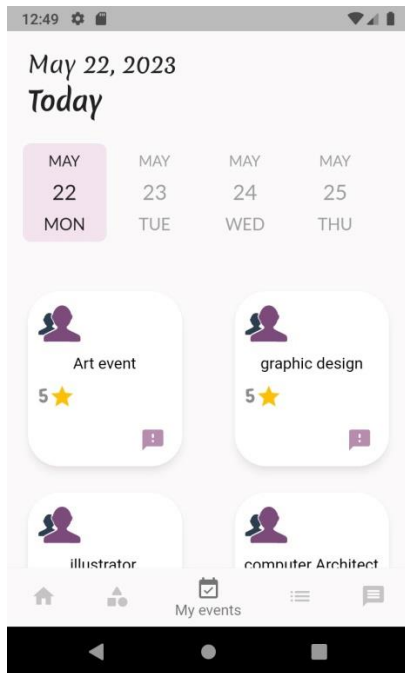 12:49
May 22, 2023
Today
MAY MAY MAY MAY
22 23 24 25
MON TUE WED THU
Art event graphic design
5 5
illustrator computer Architect
My events